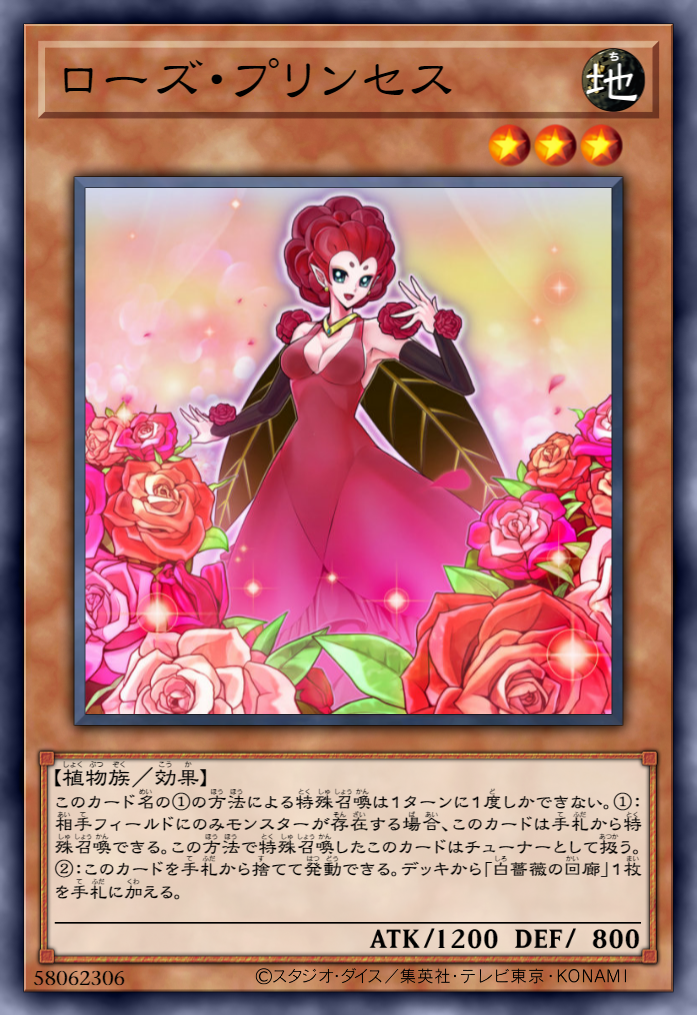 ローズ・プリンセス
地
【植物族／効果】
このカード名の①の方法による特殊召喚は１ターンに１度しかできない。①：
相手フィールドにのみモンスターが存在する場合、このカードは手札から特
殊召喚できる。この方法で特殊召喚したこのカードはチューナーとして扱う。
②：このカードを手札から捨てて発動できる。デッキから「白薔薇の回廊」１枚
を手札に加える。
ATK/1200 DEF/ 800
58062306 ©スタジオ・ダイス／集英社・テレビ東京・KONAMI